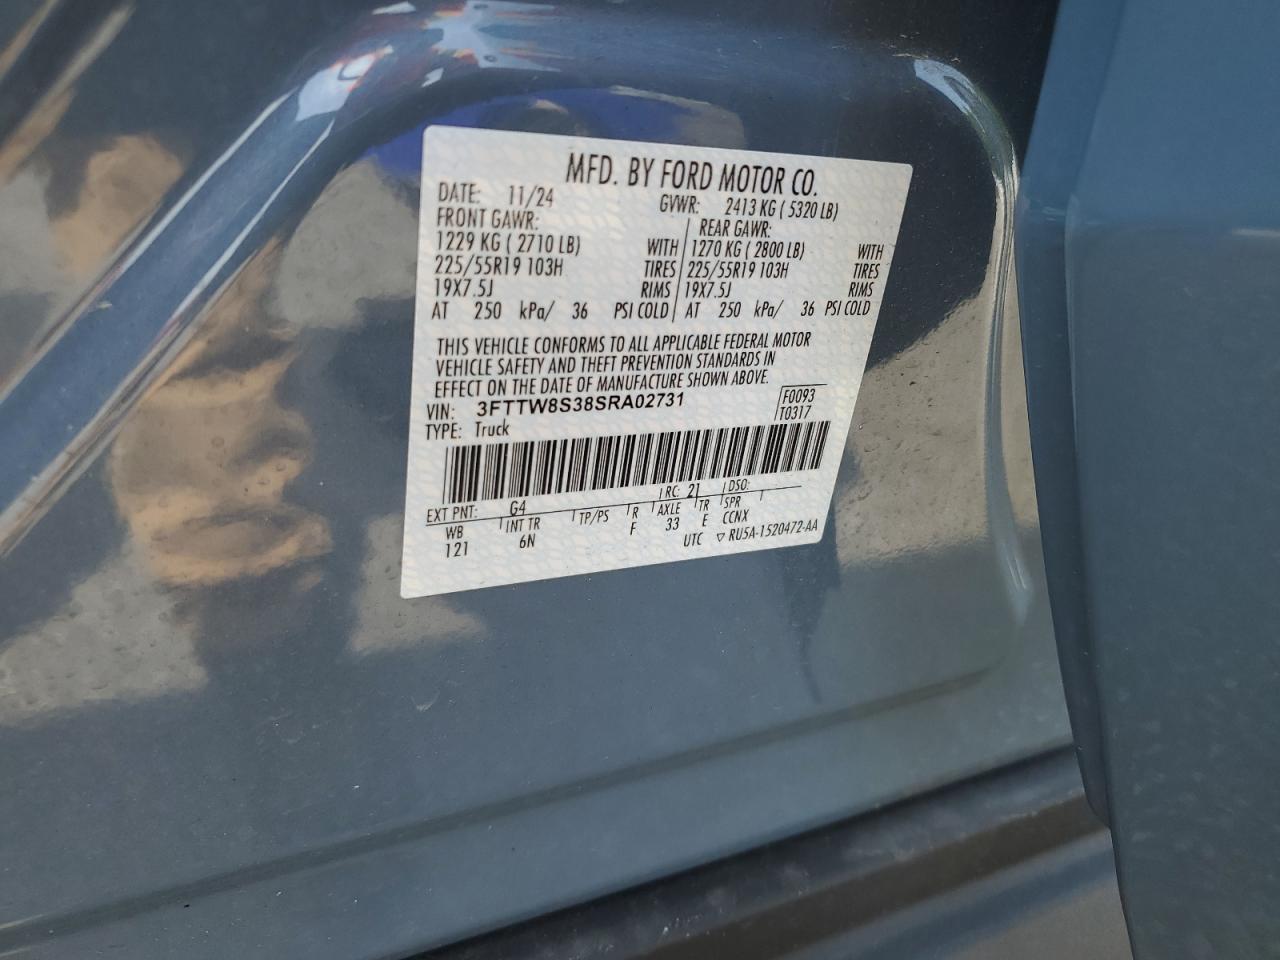 MFD. BY FORD MOTOR CO.
DATE: 11/24 GVWR: 2413 KG ( 5320 LB)
FRONT GAWR: REAR GAWR:
1229 KG ( 2710 LB) WITH 1270 KG ( 2800 LB) WITH
225/55R19 103H TIRES 225/55R19 103H TIRES
19X7.5J RIMS 19X7.5J RIMS
AT 250 kPa/ 36 PSI COLD AT 250 kPa/ 36 PSI COLD
THIS VEHICLE CONFORMS TO ALL APPLICABLE FEDERAL MOTOR
VEHICLE SAFETY AND THEFT PREVENTION STANDARDS IN
EFFECT ON THE DATE OF MANUFACTURE SHOWN ABOVE.
VIN: 3FTTW8S38SRA02731 F0093
TYPE: Truck T0317
EXT PNT: G4 RC: 21 DSO:
WB INT TR TP/PS R AXLE TR SPR
121 6N F 33 E CCNX
UTC ▽ RU5A-1520472-AA